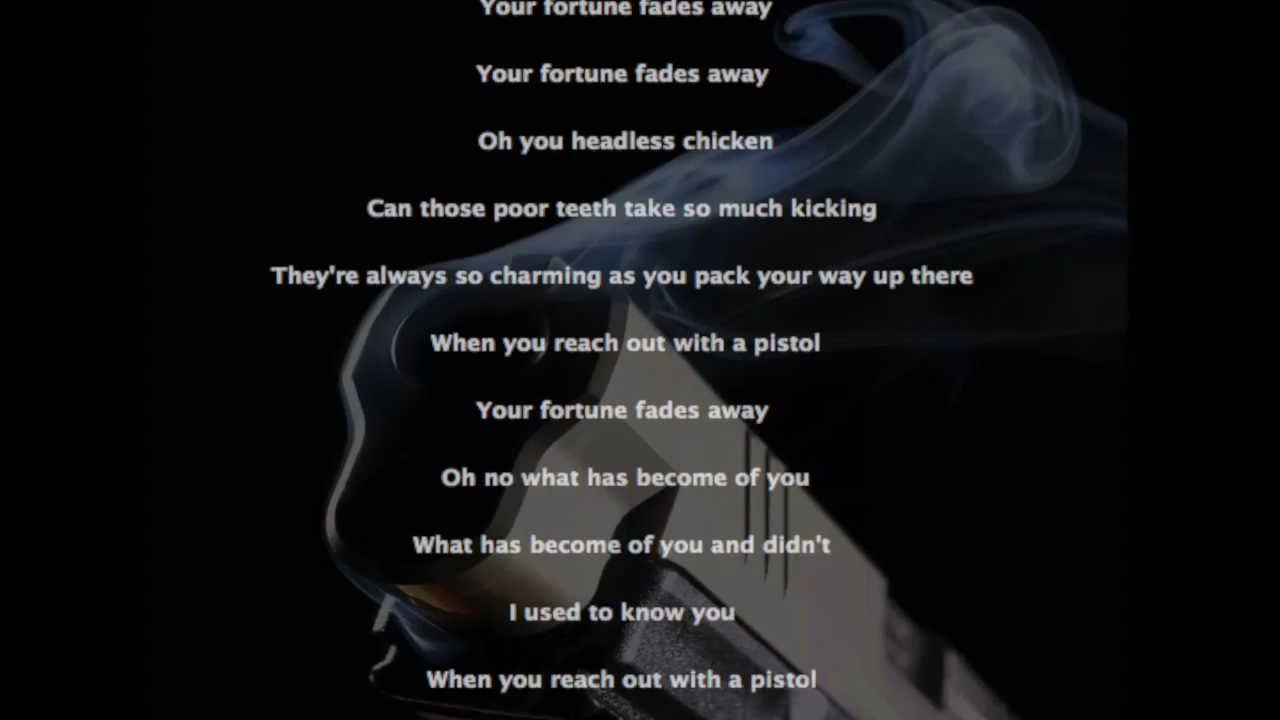 Your fortune fades away
Your fortune fades away
Oh you headless chicken
Can those poor teeth take so much kicking
They're always so charming as you pack your way up there
When you reach out with a pistol
Your fortune fades away
Oh no what has become of you
What has become of you and didn't
I used to know you
When you reach out with a pistol